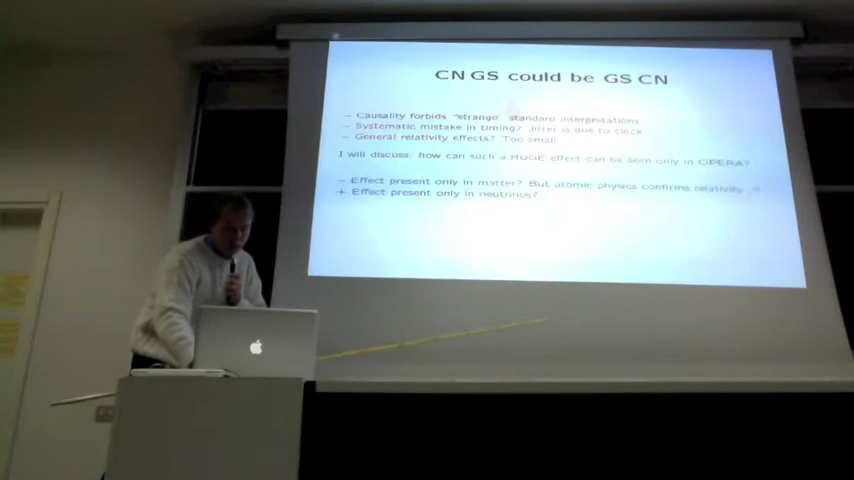 CNGS could be GSCN
– Causality forbids "strange" standard interpretations
– Systematic mistake in timing? Jitter is due to clock
– General relativity effects? Too small
I will discuss: how can such a HUGE effect can be seen only in OPERA?
– Effect present only in matter? But atomic physics confirms relativity...
+ Effect present only in neutrinos?